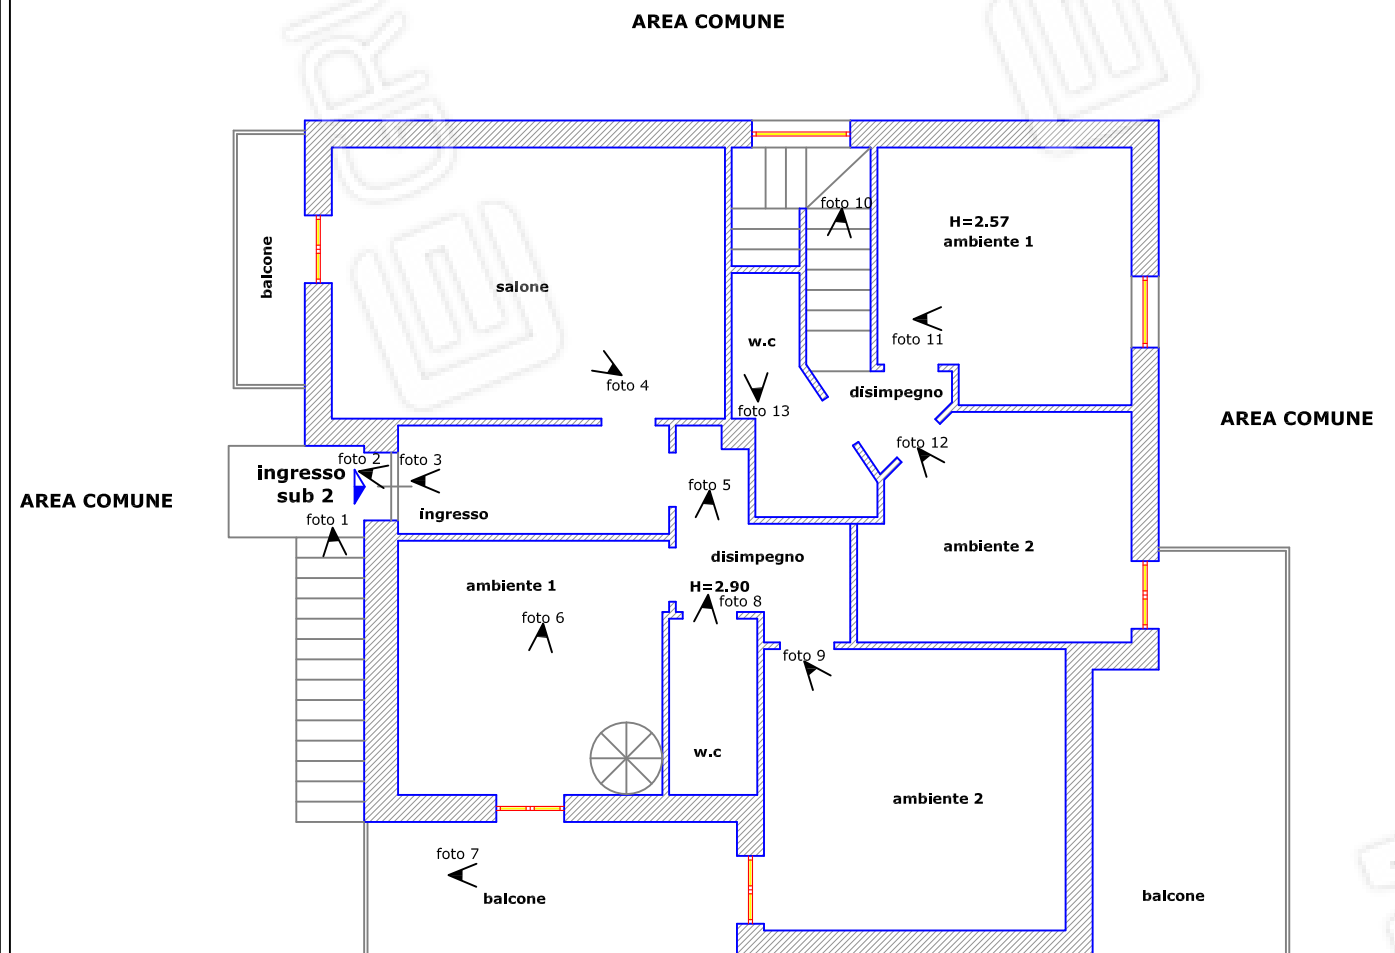 AREA COMUNE
foto 10
H=2.57
ambiente 1
balcone
salone
foto 11
w.c
foto 4
disimpegno
foto 13
AREA COMUNE
foto 12
foto 2
foto 3
ingresso
sub 2
AREA COMUNE
foto 5
ingresso
foto 1
ambiente 2
disimpegno
ambiente 1
H=2.90
foto 8
foto 6
foto 9
w.c
ambiente 2
foto 7
balcone
balcone